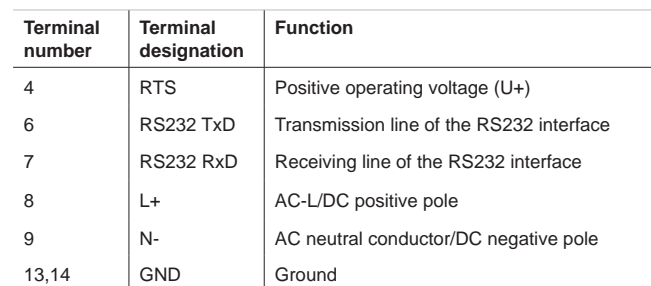 Terminal number Terminal designation Function
4 RTS Positive operating voltage (U+)
6 RS232 TxD Transmission line of the RS232 interface
7 RS232 RxD Receiving line of the RS232 interface
8 L+ AC-L/DC positive pole
9 N- AC neutral conductor/DC negative pole
13,14 GND Ground